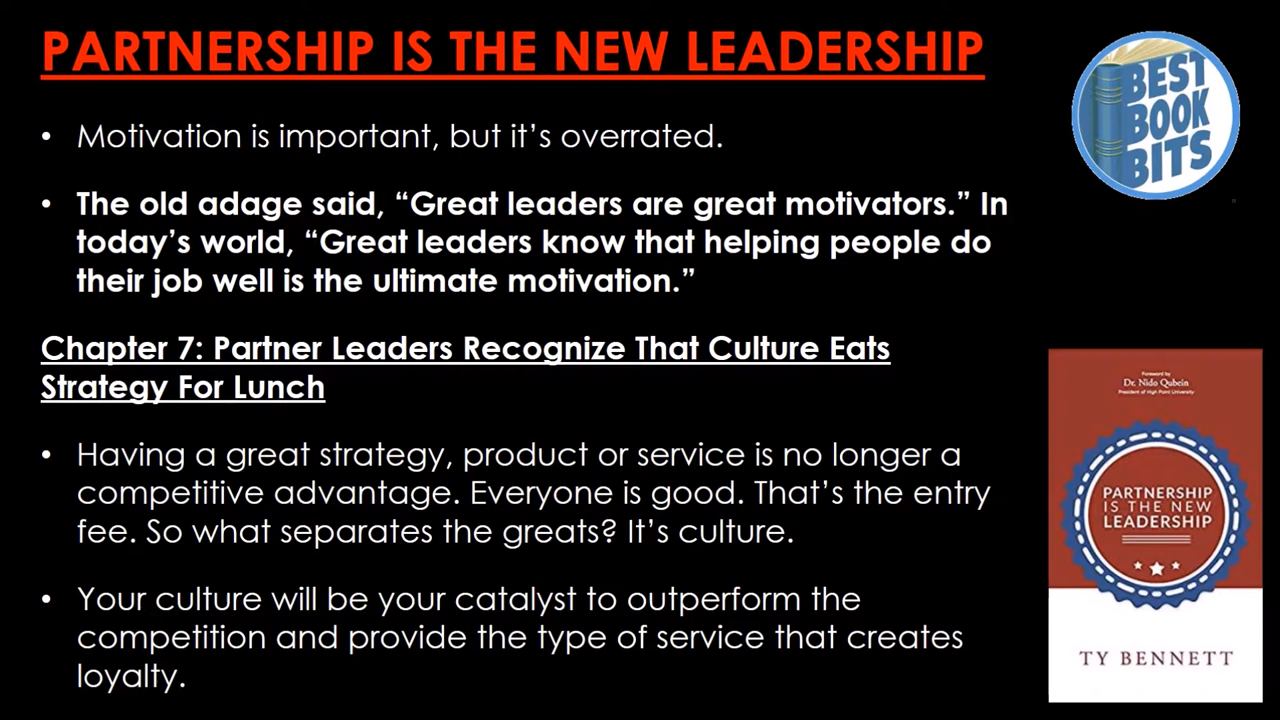 PARTNERSHIP IS THE NEW LEADERSHIP
• Motivation is important, but it’s overrated.
• The old adage said, “Great leaders are great motivators.” In
today’s world, “Great leaders know that helping people do
their job well is the ultimate motivation.”
Chapter 7: Partner Leaders Recognize That Culture Eats
Strategy For Lunch
• Having a great strategy, product or service is no longer a
competitive advantage. Everyone is good. That’s the entry
fee. So what separates the greats? It’s culture.
• Your culture will be your catalyst to outperform the
competition and provide the type of service that creates
loyalty.
BEST
BOOK
BITS
Foreword by
Dr. Nido Qubein
President of High Point University
PARTNERSHIP
IS THE NEW
LEADERSHIP
TY BENNETT